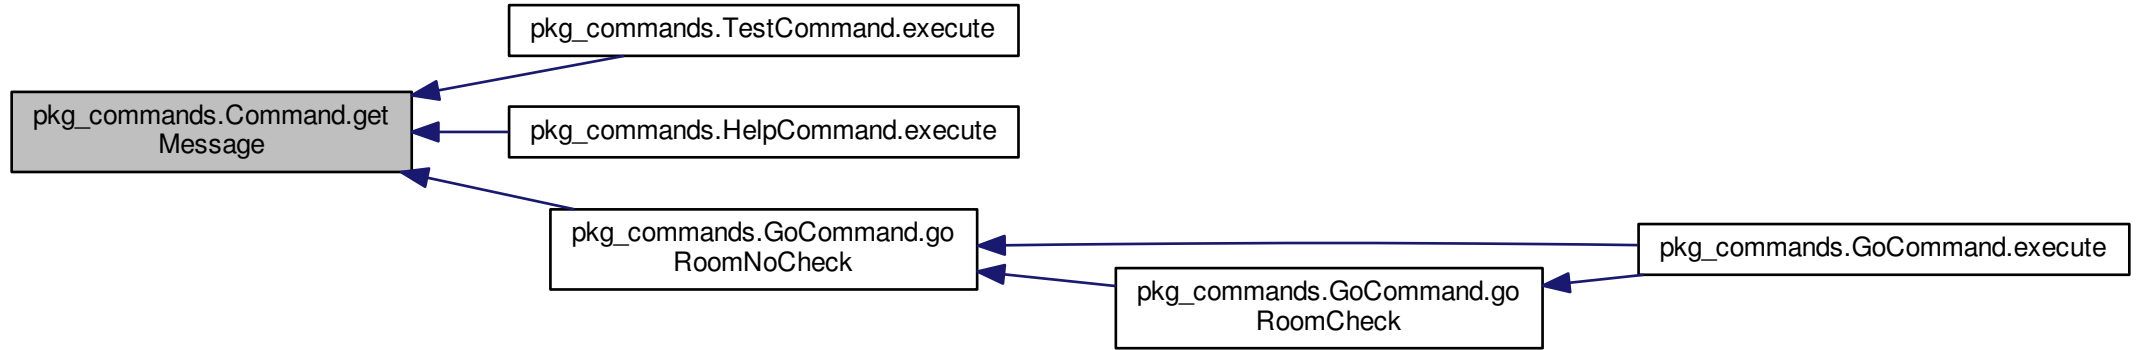 pkg_commands.TestCommand.execute
pkg_commands.Command.get
Message
pkg_commands.HelpCommand.execute
pkg_commands.GoCommand.go
RoomNoCheck
pkg_commands.GoCommand.execute
pkg_commands.GoCommand.go
RoomCheck